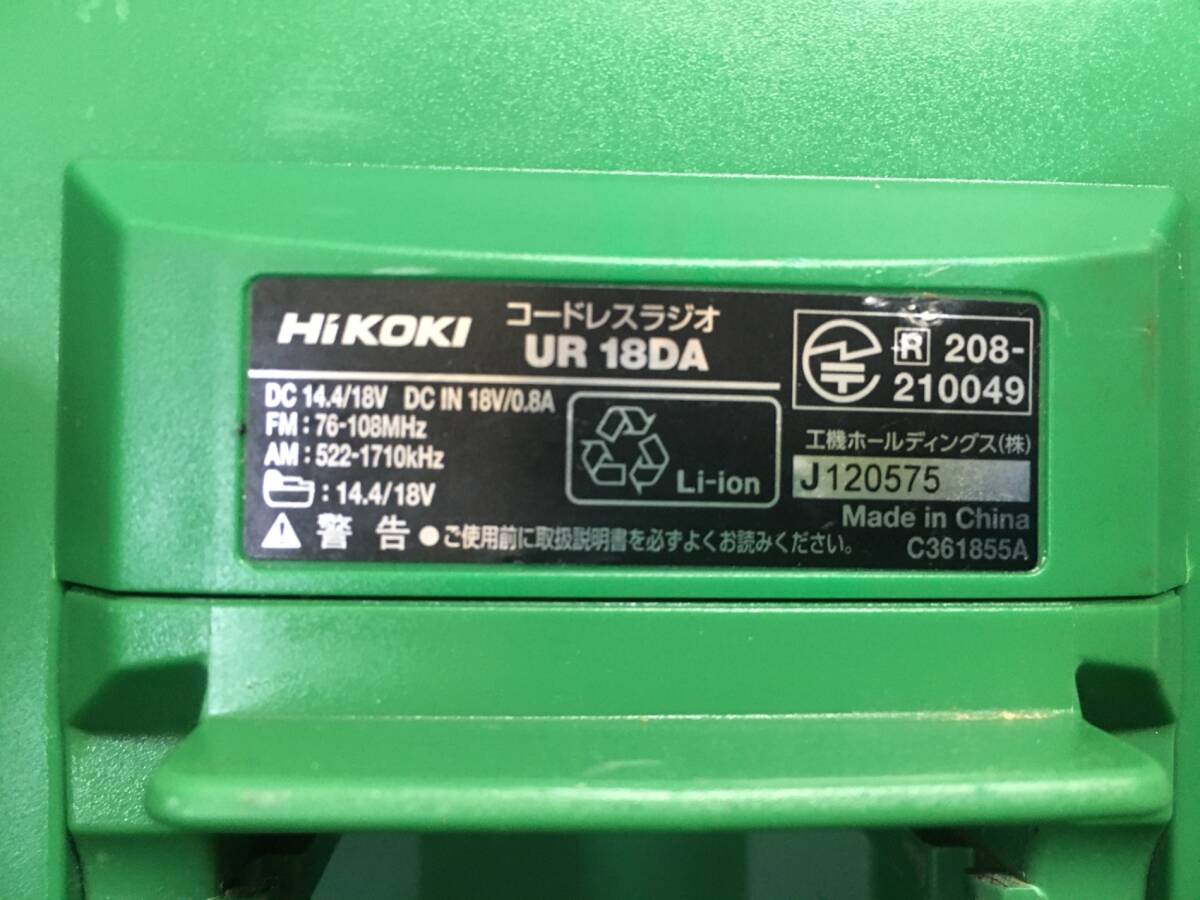 HiKOKI
コードレスラジオ
UR 18DA
DC 14.4/18V DC IN 18V/0.8A
FM : 76-108MHz
AM : 522-1710kHz
: 14.4/18V
Li-ion
R 208-
210049
工機ホールディングス(株)
J120575
Made in China
警告 ●ご使用前に取扱説明書を必ずよくお読みください。
C361855A